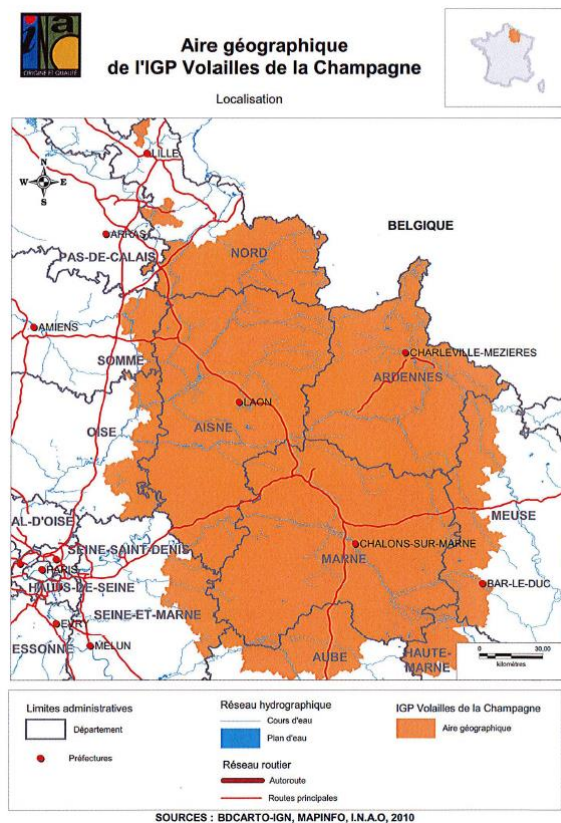 INAO
ORIGINE ET QUALITÉ
Aire géographique
de l'IGP Volailles de la Champagne
Localisation
N
W E
S
LILLE
BELGIQUE
ARRAS
NORD
PAS-DE-CALAIS
AMIENS
CHARLEVILLE-MEZIERES
SOMME
ARDENNES
LAON
AISNE
OISE
MEUSE
AL-D'OISE
SEINE-SAINT-DENIS
CHALONS-SUR-MARNE
MARNE
PARIS
HAUTS-DE-SEINE
BAR-LE-DUC
SEINE-ET-MARNE
EVRY
MELUN
ESSONNE
AUBE
HAUTE-
MARNE
0 30,00
kilomètres
Limites administratives
Département
Préfectures
Réseau hydrographique
Cours d'eau
Plan d'eau
Réseau routier
Autoroute
Routes principales
IGP Volailles de la Champagne
Aire géographique
SOURCES : BDCARTO-IGN, MAPINFO, I.N.A.O, 2010